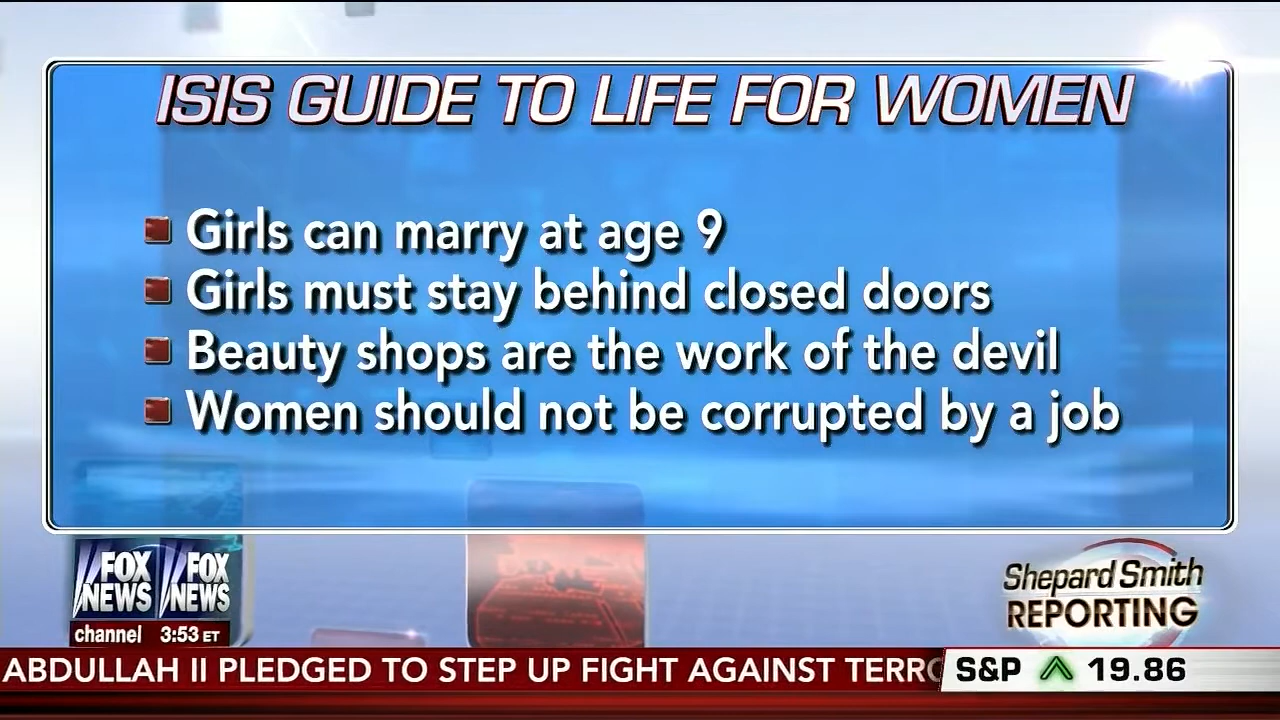 ISIS GUIDE TO LIFE FOR WOMEN
Girls can marry at age 9
Girls must stay behind closed doors
Beauty shops are the work of the devil
Women should not be corrupted by a job
FOX NEWS FOX NEWS
channel 3:53 ET
Shepard Smith
REPORTING
ABDULLAH II PLEDGED TO STEP UP FIGHT AGAINST TERRO
S&P 19.86